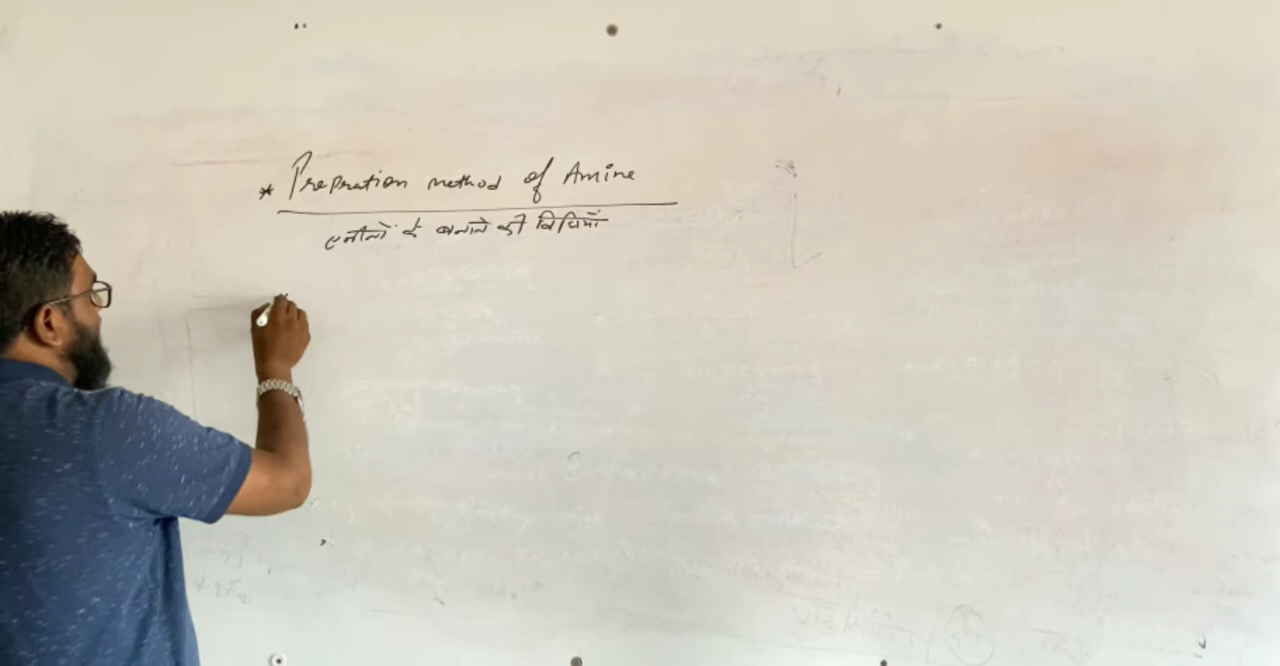 * Prepration method of Amine
एमीनो के बनाने की विधियाँ